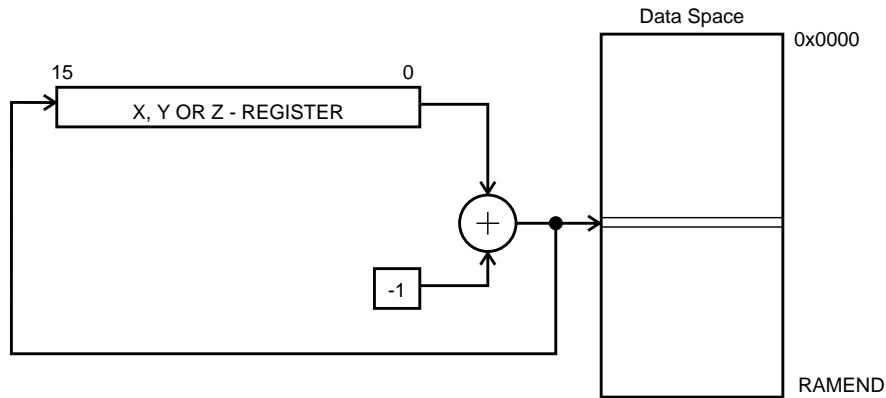 Data Space
0x0000
15
0
X, Y OR Z - REGISTER
+
-1
RAMEND